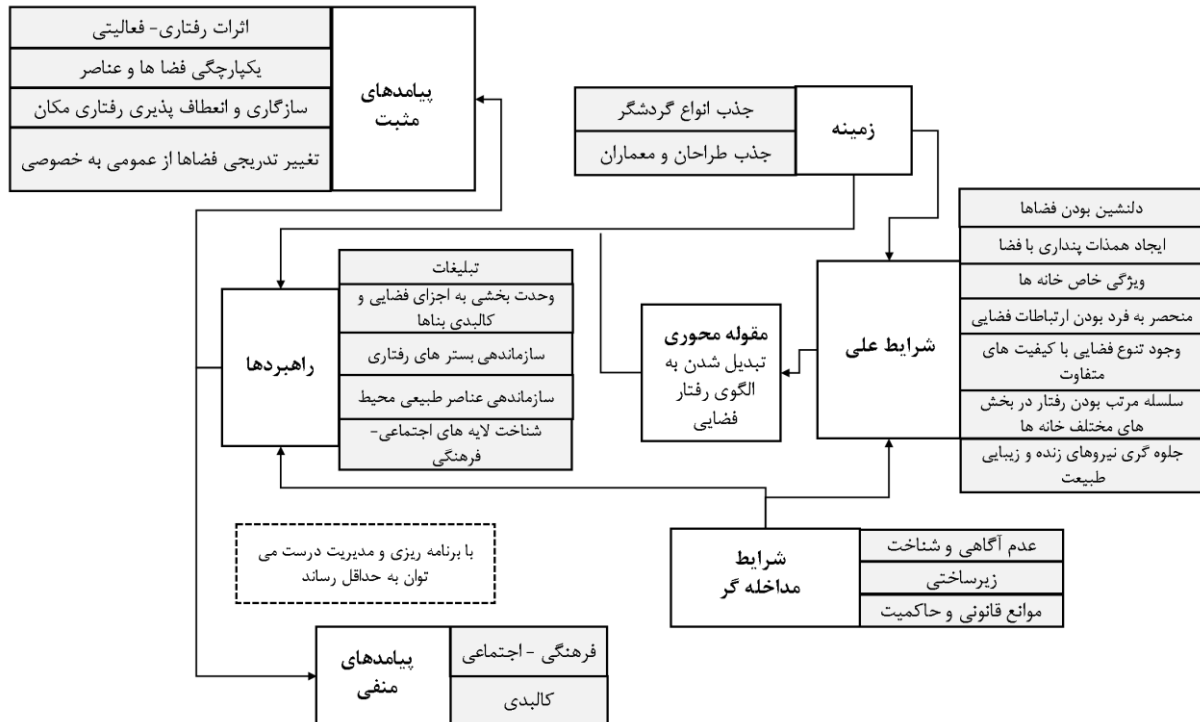 زمینه
جذب انواع گردشگر
جذب طراحان و معماران
پیامدهای
مثبت
اثرات رفتاری- فعالیتی
یکپارچگی فضا ها و عناصر
سازگاری و انعطاف پذیری رفتاری مکان
تغییر تدریجی فضاها از عمومی به خصوصی
دلنشین بودن فضاها
ایجاد همذات پنداری با فضا
ویژگی خاص خانه ها
منحصر به فرد بودن ارتباطات فضایی
وجود تنوع فضایی با کیفیت های
متفاوت
سلسله مرتب بودن رفتار در بخش
های مختلف خانه ها
جلوه گری نیروهای زنده و زیبایی
طبیعت
شرایط علی
مقوله محوری
تبدیل شدن به
الگوی رفتار
فضایی
تبلیغات
وحدت بخشی به اجزای فضایی و
کالبدی بناها
سازماندهی بستر های رفتاری
سازماندهی عناصر طبیعی محیط
شناخت لایه های اجتماعی-
فرهنگی
راهبردها
شرایط
مداخله گر
عدم آگاهی و شناخت
زیرساختی
موانع قانونی و حاکمیت
با برنامه ریزی و مدیریت درست می
توان به حداقل رساند
فرهنگی - اجتماعی
کالبدی
پیامدهای
منفی